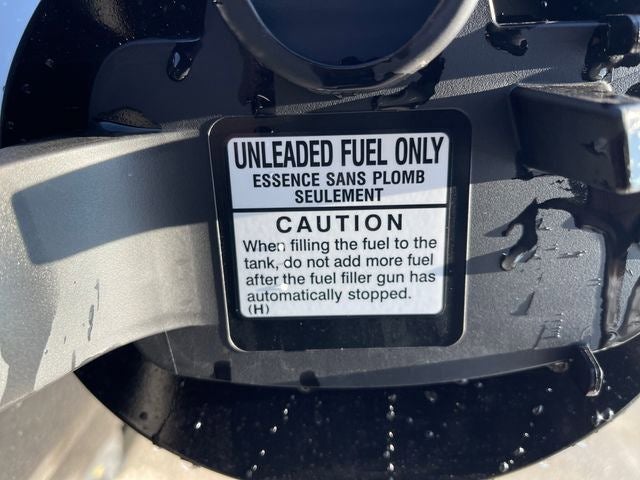 UNLEADED FUEL ONLY
ESSENCE SANS PLOMB
SEULEMENT
CAUTION
When filling the fuel to the
tank, do not add more fuel
after the fuel filler gun has
automatically stopped.
(H)